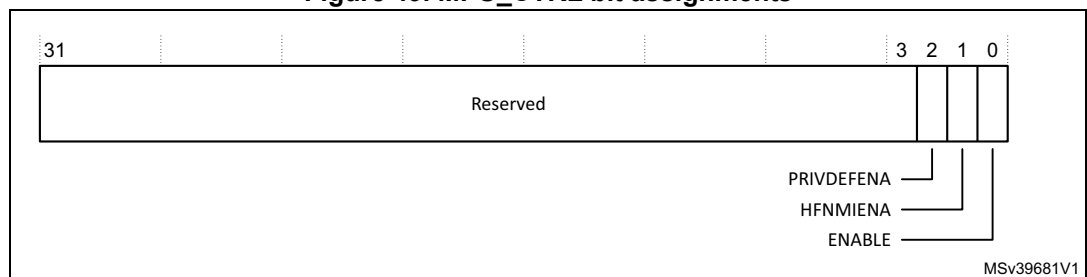 31 3 2 1 0
Reserved
PRIVDEFENA
HFNMIENA
ENABLE
MSv39681V1